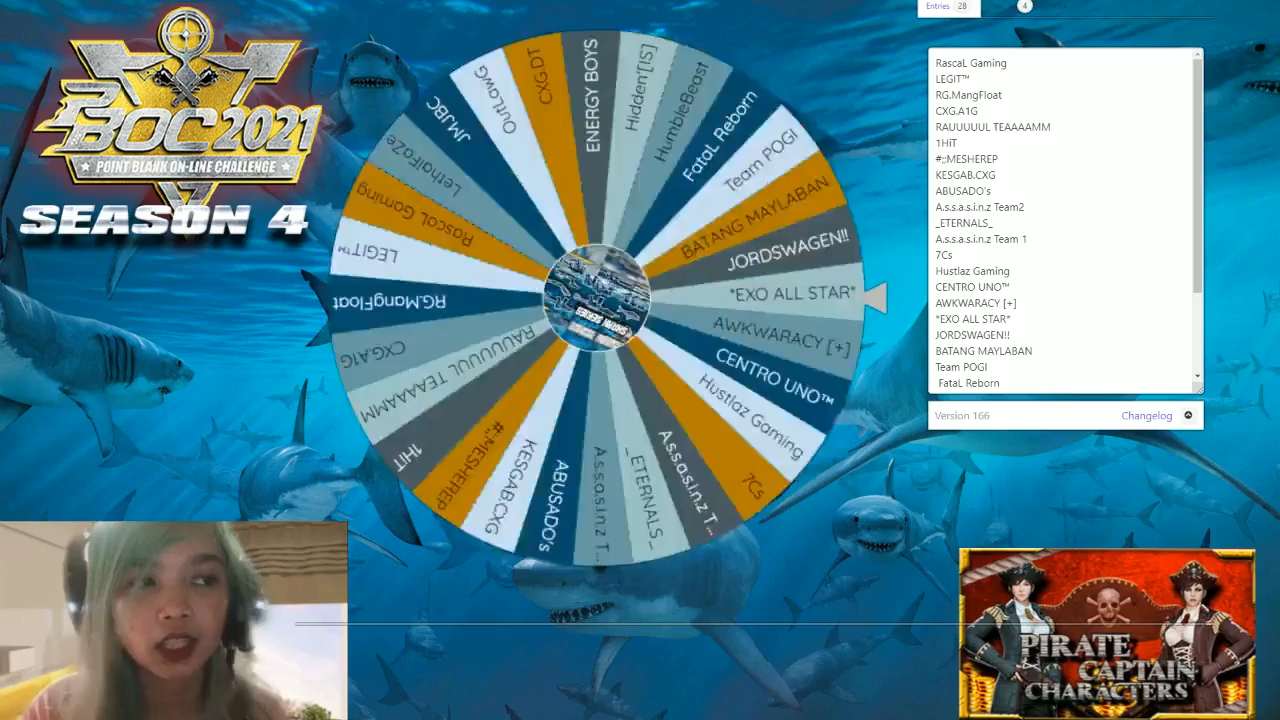 PBOC 2021
★ POINT BLANK ON-LINE CHALLENGE ★
SEASON 4
ENERGY BOYS
Hidden'[IS]
HumbleBeast
FataL Reborn
Team POGI
BATANG MAYLABAN
JORDSWAGEN!!
*EXO ALL STAR*
AWKWARACY [+]
CENTRO UNO™
Hustlaz Gaming
7Cs
A.s.s.a.s.i.n.z T...
_ETERNALS_
A.s.s.a.s.i.n.z T...
ABUSADO's
KESGAB.CXG
#;;MESHEREP
1HiT
RAUUUUUL TEAAAAMM
CXG.A1G
RG.MangFloat
LEGIT™
RascaL Gaming
LethalFaZe
JMJBC
OutLawG
CXG.DT
Entries 28
4
RascaL Gaming
LEGIT™
RG.MangFloat
CXG.A1G
RAUUUUUL TEAAAAMM
1HiT
#;;MESHEREP
KESGAB.CXG
ABUSADO's
A.s.s.a.s.i.n.z Team2
_ETERNALS_
A.s.s.a.s.i.n.z Team 1
7Cs
Hustlaz Gaming
CENTRO UNO™
AWKWARACY [+]
*EXO ALL STAR*
JORDSWAGEN!!
BATANG MAYLABAN
Team POGI
FataL Reborn
Version 166 Changelog
PIRATE
CAPTAIN
CHARACTERS